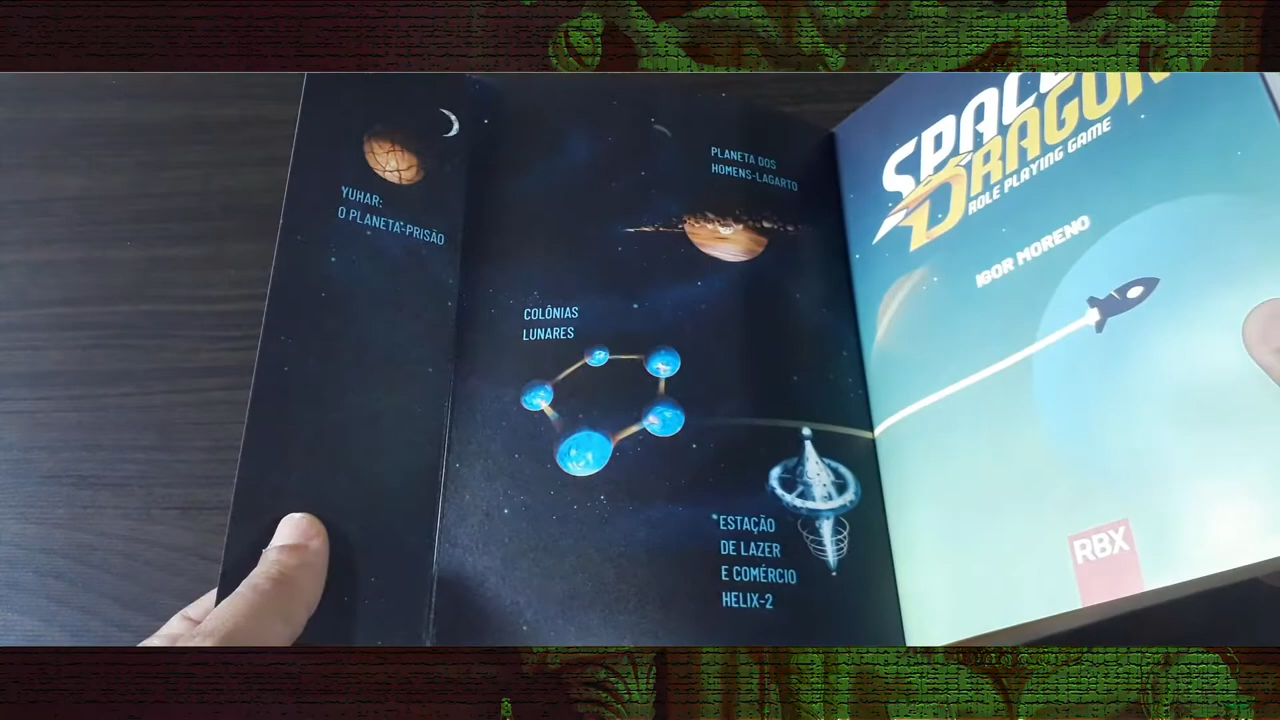 YUHAR:
O PLANETA-PRISÃO
PLANETA DOS
HOMENS-LAGARTO
COLÔNIAS
LUNARES
ESTAÇÃO
DE LAZER
E COMÉRCIO
HELIX-2
SPACE
DRAGON
ROLE PLAYING GAME
IGOR MORENO
RBX